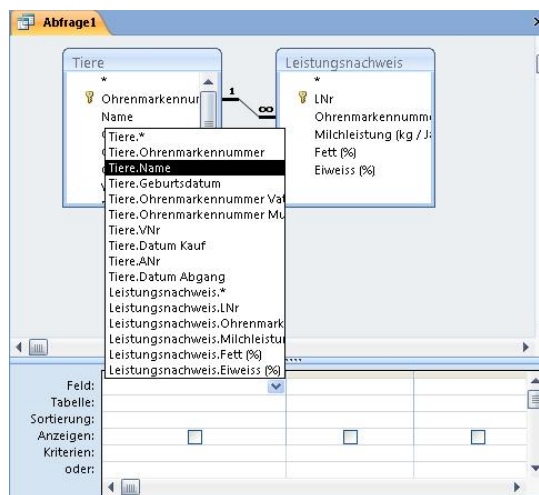 Abfrage1
Tiere
*
Ohrenmarkennur
Name
Leistungsnachweis
*
LNr
Ohrenmarkennumm
Milchleistung (kg / J
Fett (%)
Eiweiss (%)
1
∞
Tiere.*
Tiere.Ohrenmarkennummer
Tiere.Name
Tiere.Geburtsdatum
Tiere.Ohrenmarkennummer Vat
Tiere.Ohrenmarkennummer Mu
Tiere.VNr
Tiere.Datum Kauf
Tiere.ANr
Tiere.Datum Abgang
Leistungsnachweis.*
Leistungsnachweis.LNr
Leistungsnachweis.Ohrenmark
Leistungsnachweis.Milchleistu
Leistungsnachweis.Fett (%)
Leistungsnachweis.Eiweiss (%)
Feld:
Tabelle:
Sortierung:
Anzeigen:
Kriterien:
oder: